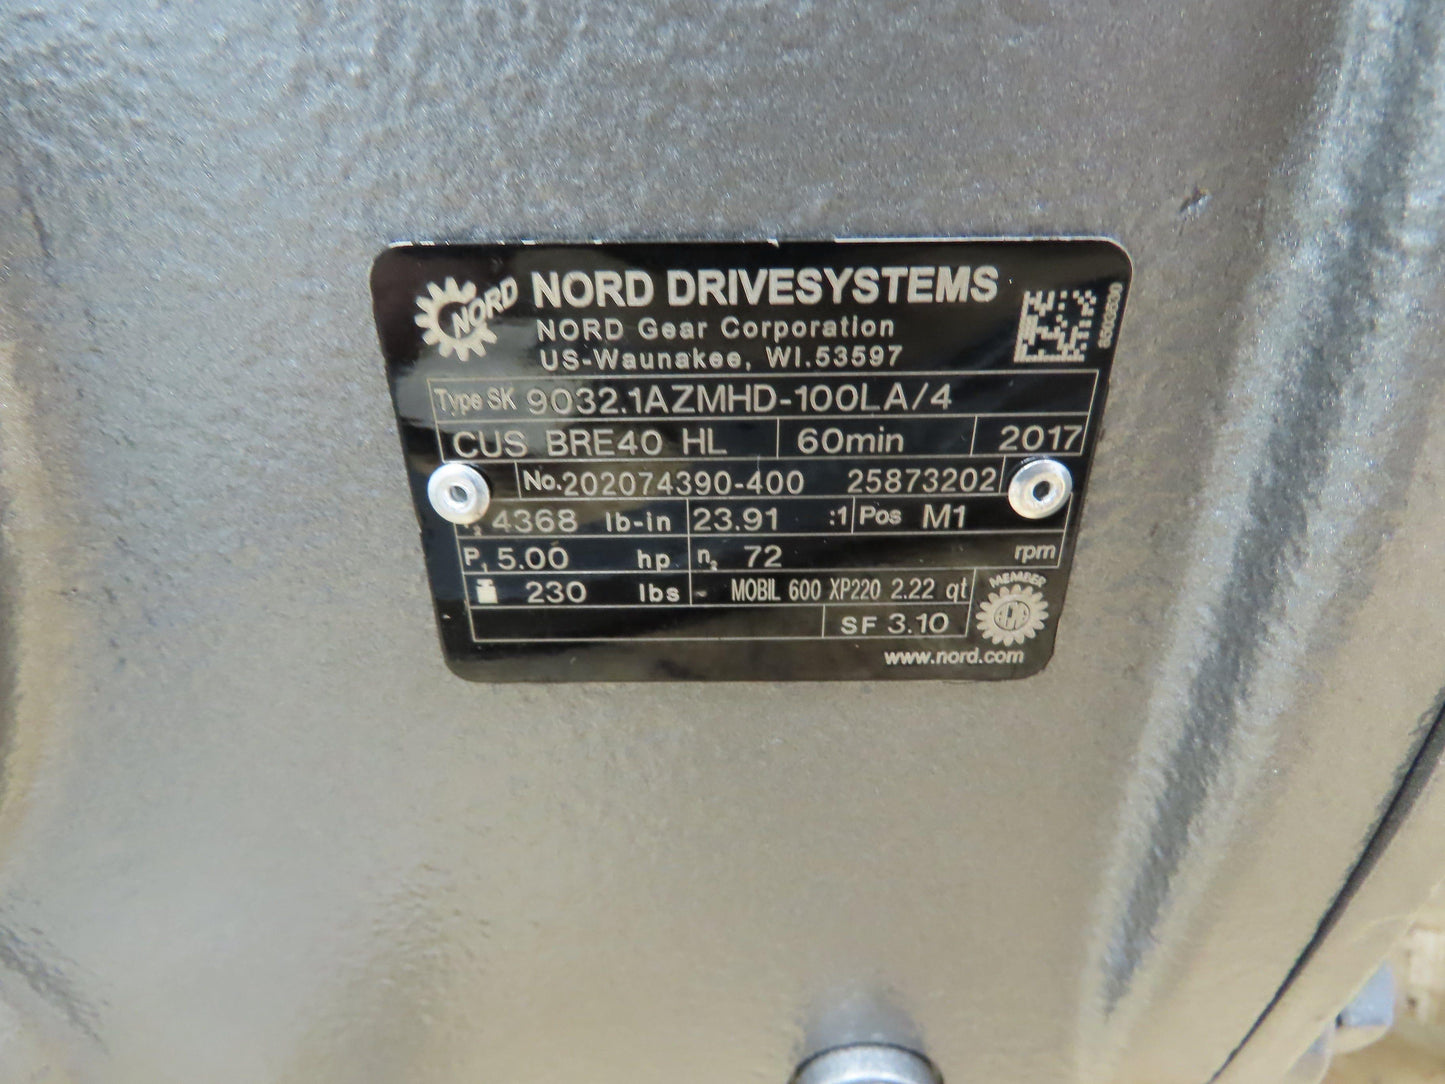 NORD NORD DRIVESYSTEMS
NORD Gear Corporation
US-Waunakee, WI.53597
Type SK 9032.1AZMHD-100LA/4
CUS BRE40 HL 60min 2017
No.202074390-400 25873202
4368 lb-in 23.91 :1 Pos M1
P₁ 5.00 hp n₂ 72 rpm
230 lbs MOBIL 600 XP220 2.22 qt
MEMBER
SF 3.10
www.nord.com